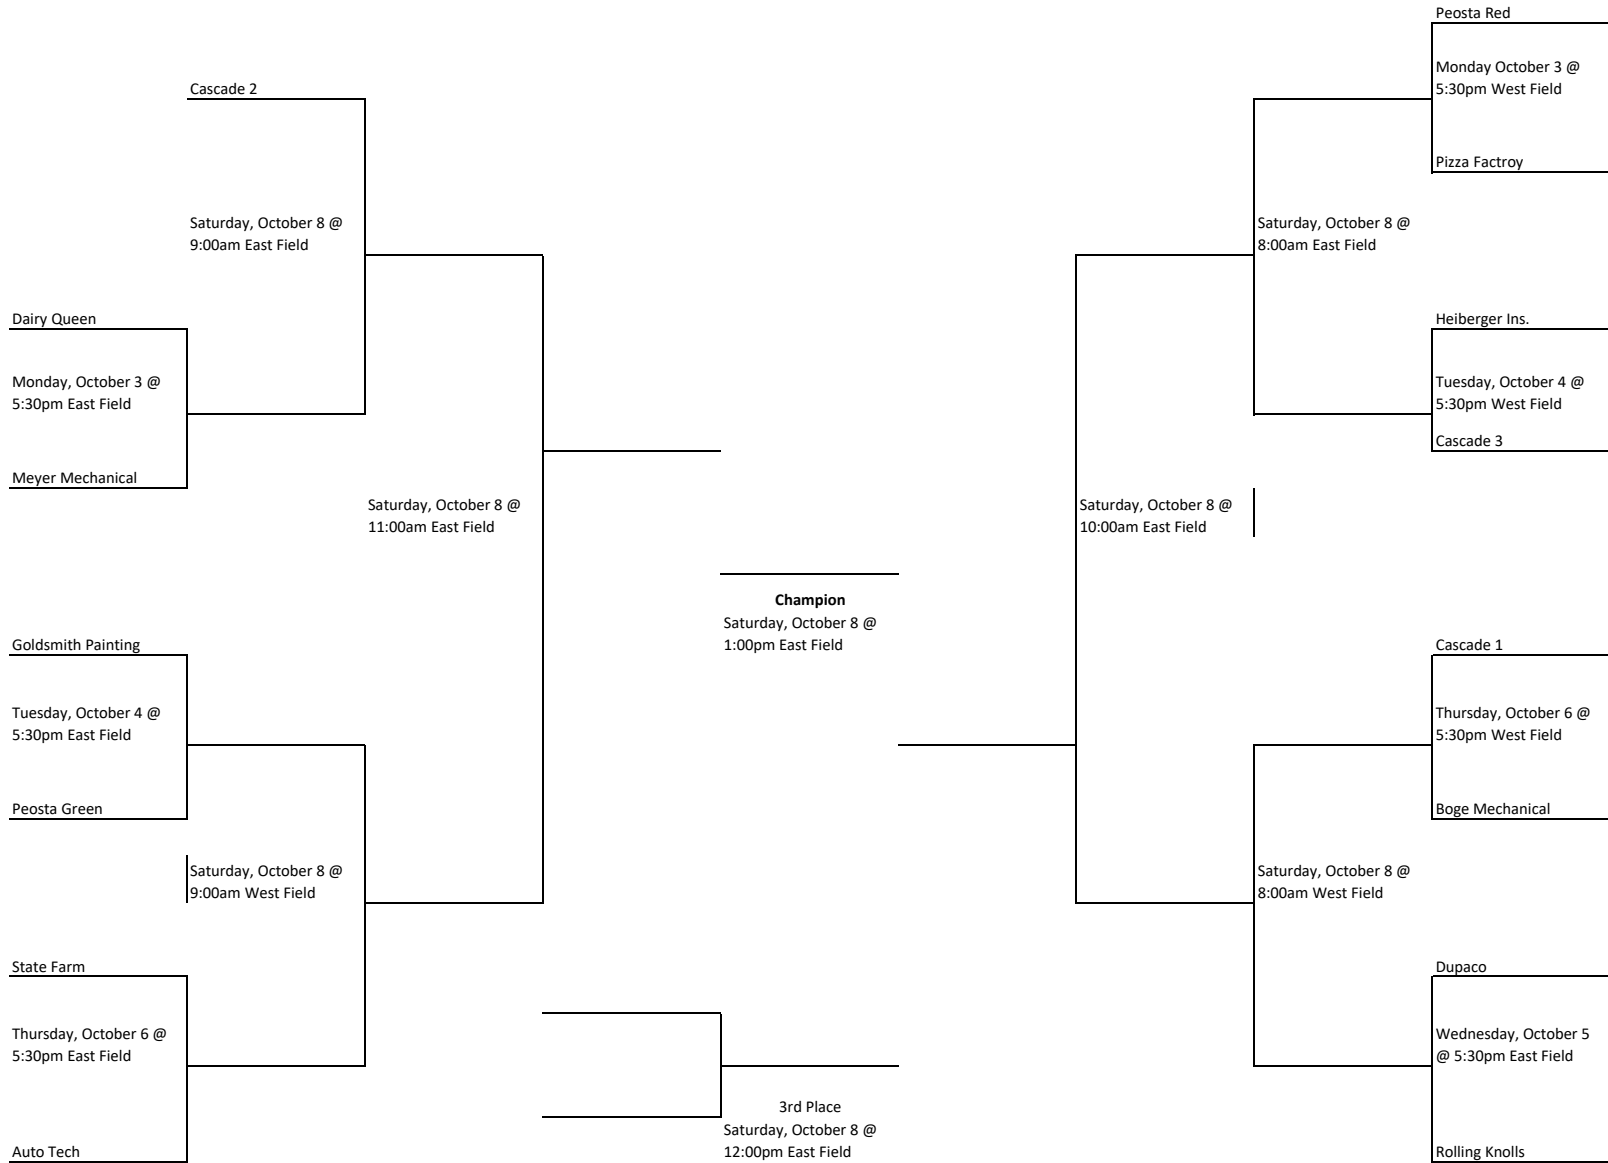 Peosta Red
Monday October 3 @
5:30pm West Field
Cascade 2
Pizza Factroy
Saturday, October 8 @
9:00am East Field
Saturday, October 8 @
8:00am East Field
Dairy Queen
Heiberger Ins.
Monday, October 3 @
5:30pm East Field
Tuesday, October 4 @
5:30pm West Field
Cascade 3
Meyer Mechanical
Saturday, October 8 @
11:00am East Field
Saturday, October 8 @
10:00am East Field
Champion
Saturday, October 8 @
1:00pm East Field
Goldsmith Painting
Cascade 1
Tuesday, October 4 @
5:30pm East Field
Thursday, October 6 @
5:30pm West Field
Peosta Green
Boge Mechanical
Saturday, October 8 @
9:00am West Field
Saturday, October 8 @
8:00am West Field
State Farm
Dupaco
Thursday, October 6 @
5:30pm East Field
Wednesday, October 5
@ 5:30pm East Field
3rd Place
Saturday, October 8 @
12:00pm East Field
Auto Tech
Rolling Knolls